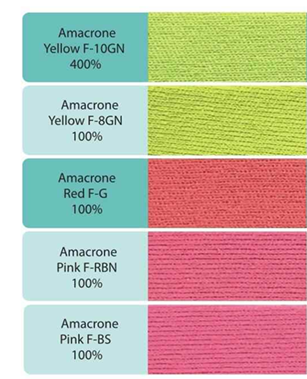 Amacrone
Yellow F-10GN
400%
Amacrone
Yellow F-8GN
100%
Amacrone
Red F-G
100%
Amacrone
Pink F-RBN
100%
Amacrone
Pink F-BS
100%